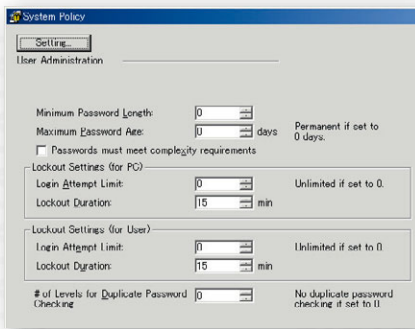 System Policy
Setting...
User Administration
Minimum Password Length: 0
Maximum Password Age: 0 days Permanent if set to 0 days.
Passwords must meet complexity requirements
Lockout Settings (for PC)
Login Attempt Limit: 0 Unlimited if set to 0.
Lockout Duration: 15 min
Lockout Settings (for User)
Login Attempt Limit: 0 Unlimited if set to 0.
Lockout Duration: 15 min
# of Levels for Duplicate Password Checking 0 No duplicate password checking if set to 0.